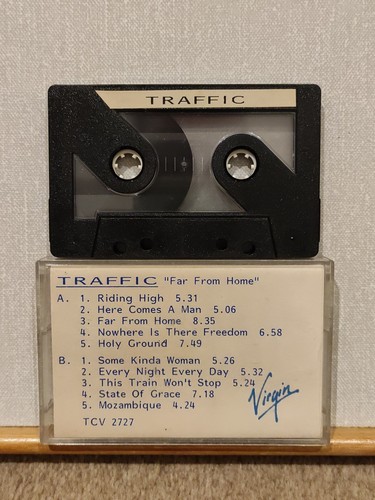 TRAFFIC
TRAFFIC "Far From Home"
A. 1. Riding High 5.31
2. Here Comes A Man 5.06
3. Far From Home 8.35
4. Nowhere Is There Freedom 6.58
5. Holy Ground 7.49
B. 1. Some Kinda Woman 5.26
2. Every Night Every Day 5.32
3. This Train Won't Stop 5.24
4. State Of Grace 7.18
5. Mozambique 4.24
Virgin
TCV 2727